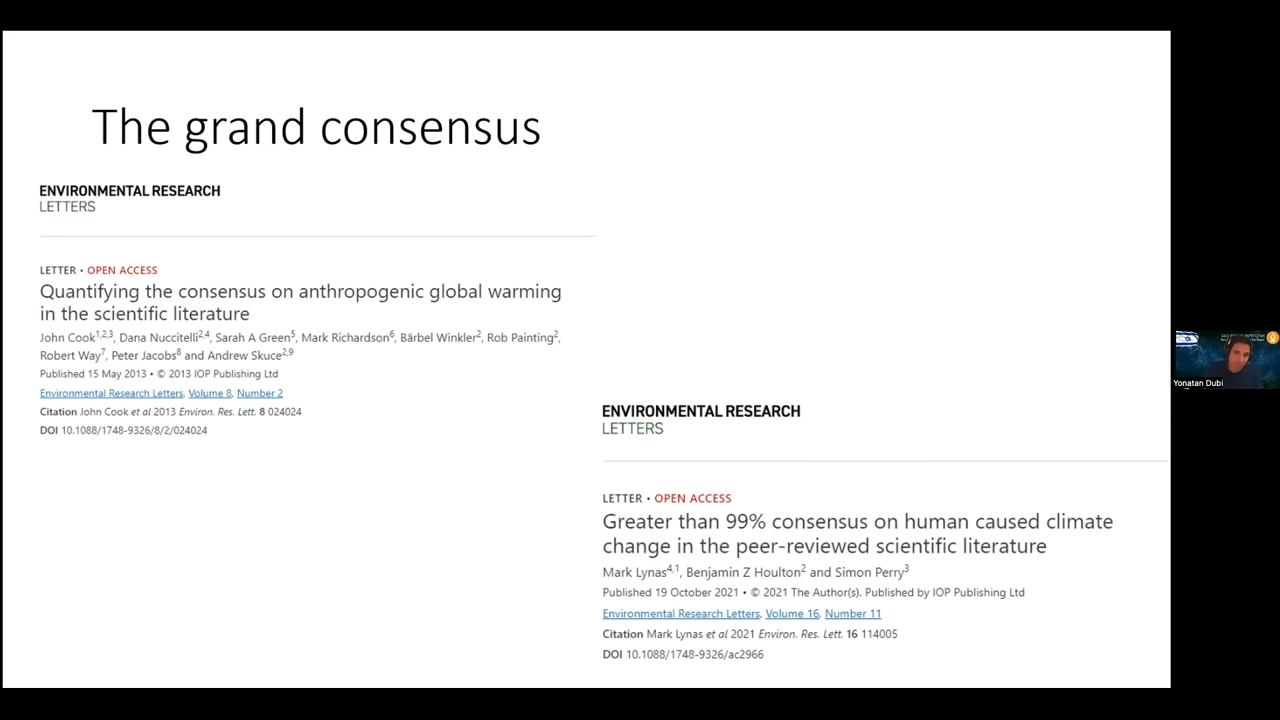 The grand consensus
ENVIRONMENTAL RESEARCH
LETTERS
LETTER • OPEN ACCESS
Quantifying the consensus on anthropogenic global warming
in the scientific literature
John Cook1,2,3, Dana Nuccitelli2,4, Sarah A Green5, Mark Richardson6, Bärbel Winkler2, Rob Painting2,
Robert Way7, Peter Jacobs8 and Andrew Skuce2,9
Published 15 May 2013 • © 2013 IOP Publishing Ltd
Environmental Research Letters, Volume 8, Number 2
Citation John Cook et al 2013 Environ. Res. Lett. 8 024024
DOI 10.1088/1748-9326/8/2/024024
ENVIRONMENTAL RESEARCH
LETTERS
LETTER • OPEN ACCESS
Greater than 99% consensus on human caused climate
change in the peer-reviewed scientific literature
Mark Lynas4,1, Benjamin Z Houlton2 and Simon Perry3
Published 19 October 2021 • © 2021 The Author(s). Published by IOP Publishing Ltd
Environmental Research Letters, Volume 16, Number 11
Citation Mark Lynas et al 2021 Environ. Res. Lett. 16 114005
DOI 10.1088/1748-9326/ac2966
Yonatan Dubi